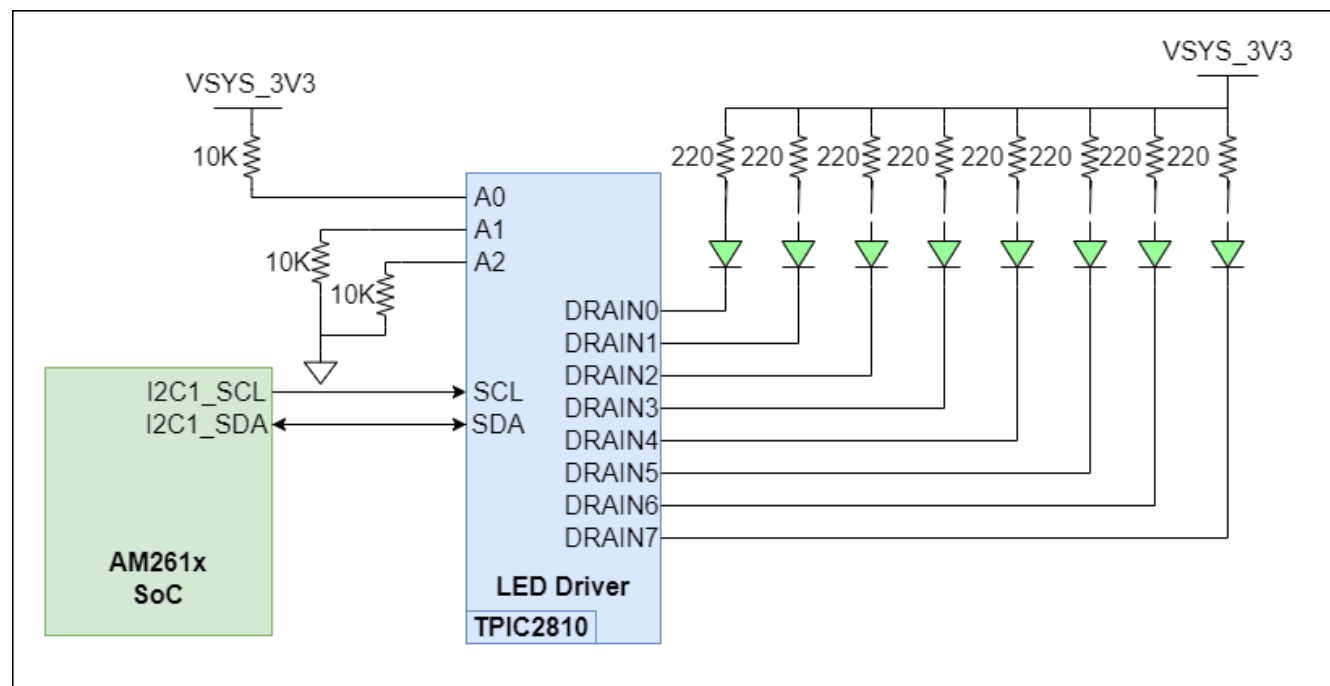 VSYS_3V3
VSYS_3V3
10K
220 220 220 220 220 220 220 220
A0
A1
A2
10K
10K
DRAIN0
DRAIN1
DRAIN2
DRAIN3
DRAIN4
DRAIN5
DRAIN6
DRAIN7
I2C1_SCL
I2C1_SDA
SCL
SDA
AM261x
SoC
LED Driver
TPIC2810